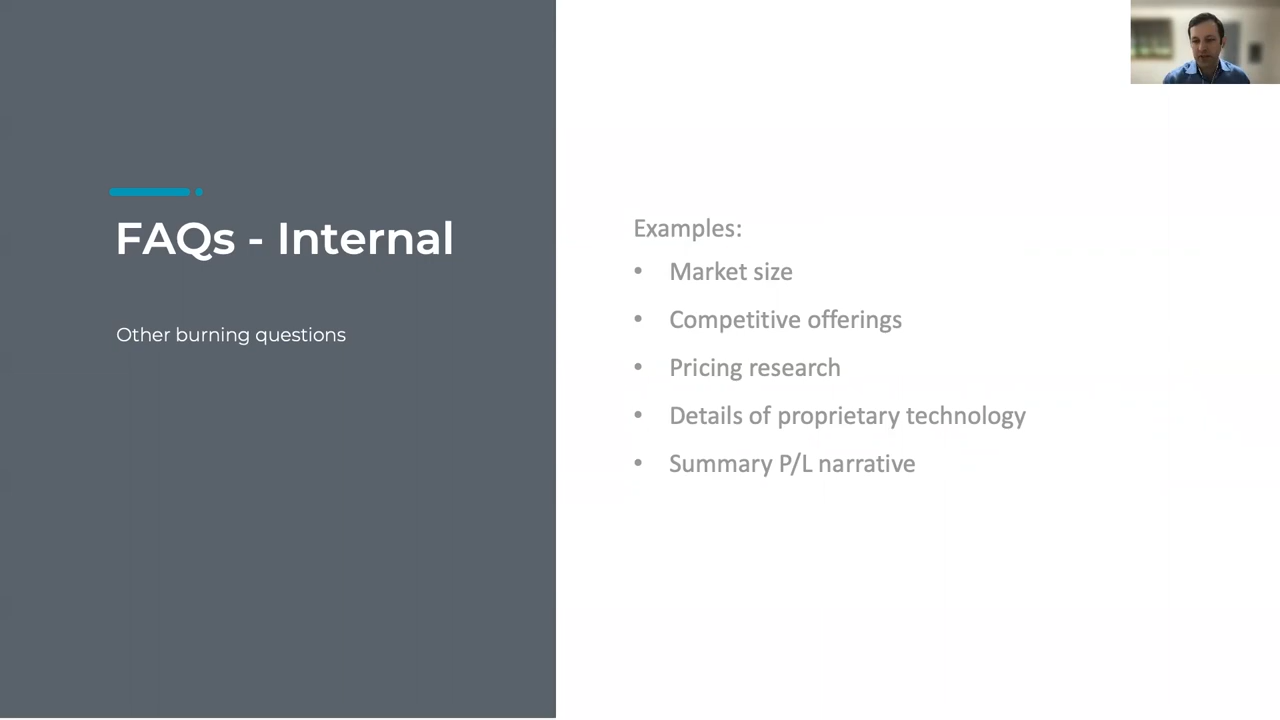 FAQs - Internal
Other burning questions
Examples:
• Market size
• Competitive offerings
• Pricing research
• Details of proprietary technology
• Summary P/L narrative